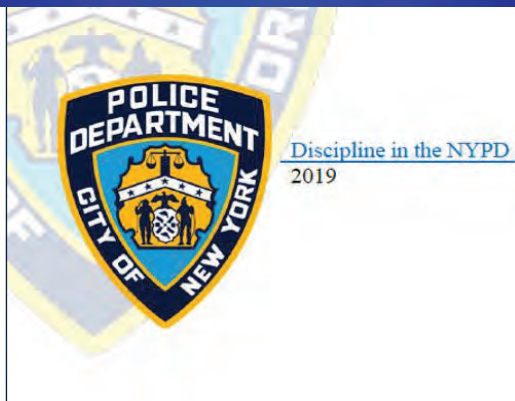 POLICE
DEPARTMENT
CITY OF
NEW YORK
Discipline in the NYPD
2019